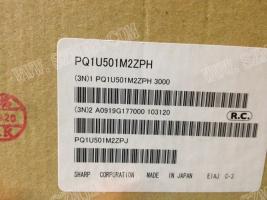 PQ1U501M2ZPH
(3N)1 PQ1U501M2ZPH 3000
(3N)2 A0919G177000 103120
R.C.
PQ1U501M2ZPJ
SHARP CORPORATION MADE IN JAPAN EIAJ C-3